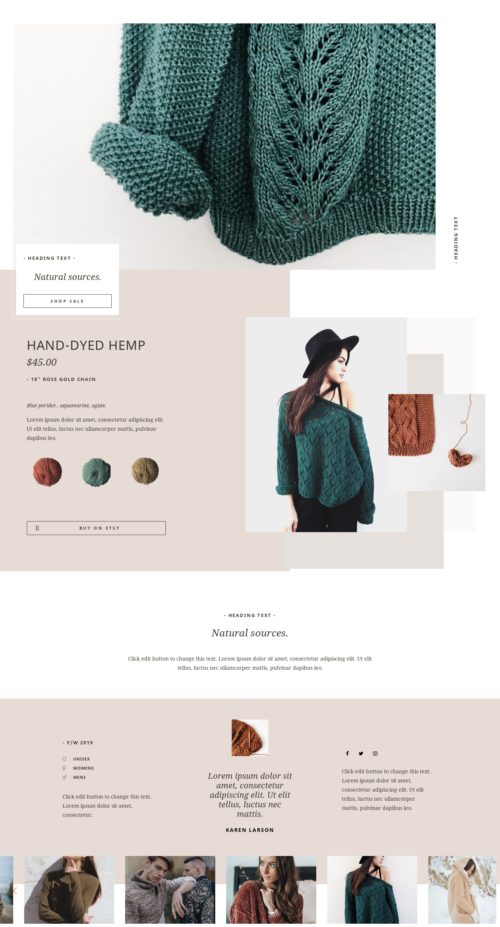 - HEADING TEXT
- HEADING TEXT -
Natural sources.
SHOP SALE
HAND-DYED HEMP
$45.00
- 18" ROSE GOLD CHAIN
Blue peridot , aquamarine, agate.
Lorem ipsum dolor sit amet, consectetur adipiscing elit.
Ut elit tellus, luctus nec ullamcorper mattis, pulvinar
dapibus leo.
E BUY ON ETSY
- HEADING TEXT -
Natural sources.
Click edit button to change this text. Lorem ipsum dolor sit amet, consectetur adipiscing elit. Ut elit
tellus, luctus nec ullamcorper mattis, pulvinar dapibus leo.
- F/W 2019
UNISEX
WOMENS
MENS
Click edit button to change this text.
Lorem ipsum dolor sit amet,
consectetur.
Lorem ipsum dolor sit
amet, consectetur
adipiscing elit. Ut elit
tellus, luctus nec
mattis.
KAREN LARSON
Click edit button to change this text.
Lorem ipsum dolor sit amet,
consectetur adipiscing elit. Ut elit
tellus, luctus nec ullamcorper
mattis, pulvinar dapibus leo.